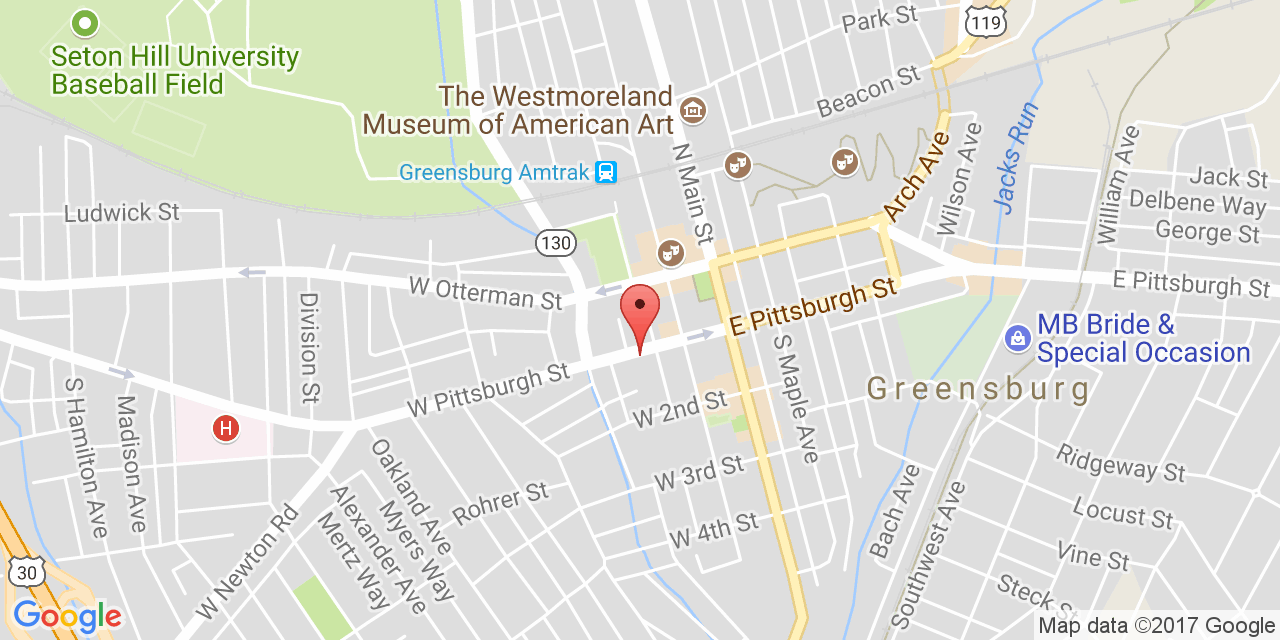 Park St
119
Seton Hill University
Baseball Field
Beacon St
The Westmoreland
Museum of American Art
Greensburg Amtrak
N Main St
Arch Ave
Wilson Ave
Jacks Run
William Ave
Jack St
Delbene Way
George St
Ludwick St
130
W Otterman St
E Pittsburgh St
E Pittsburgh St
Division St
MB Bride &
Special Occasion
W Pittsburgh St
S Maple Ave
Greensburg
S Hamilton Ave
Madison Ave
H
W 2nd St
W 3rd St
W 4th St
Oakland Ave
Myers Way
Alexander Ave
Mertz Way
Rohrer St
W Newton Rd
Bach Ave
Southwest Ave
Ridgeway St
Locust St
Vine St
Steck St
30
Google
Map data ©2017 Google